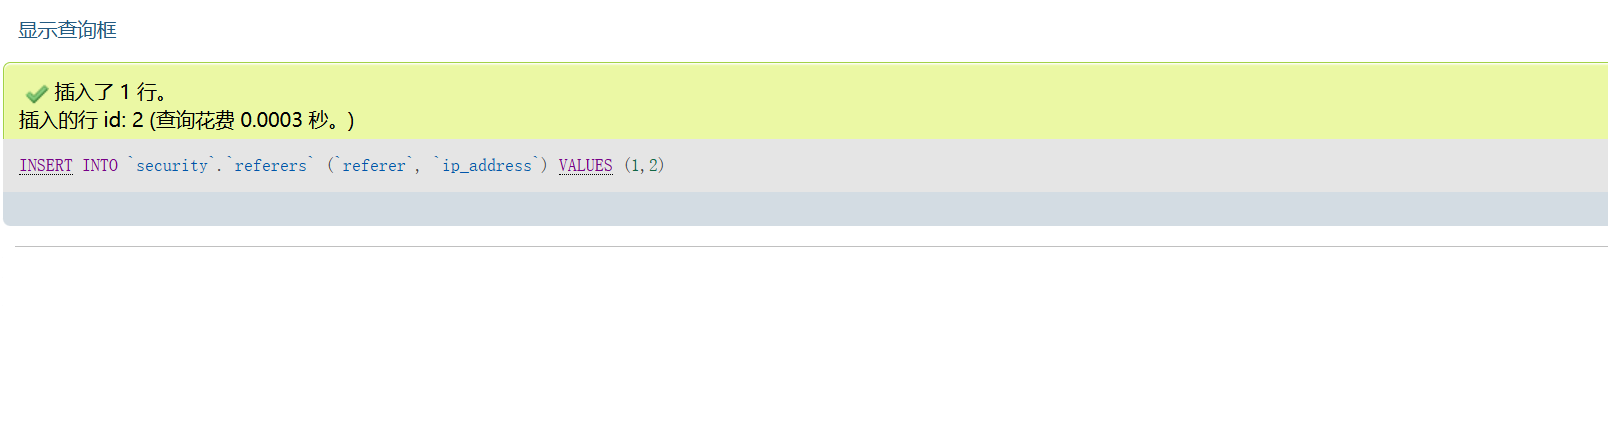 显示查询框
插入了 1 行。
插入的行 id: 2 (查询花费 0.0003 秒。)
INSERT INTO `security`.`referers` (`referer`, `ip_address`) VALUES (1,2)